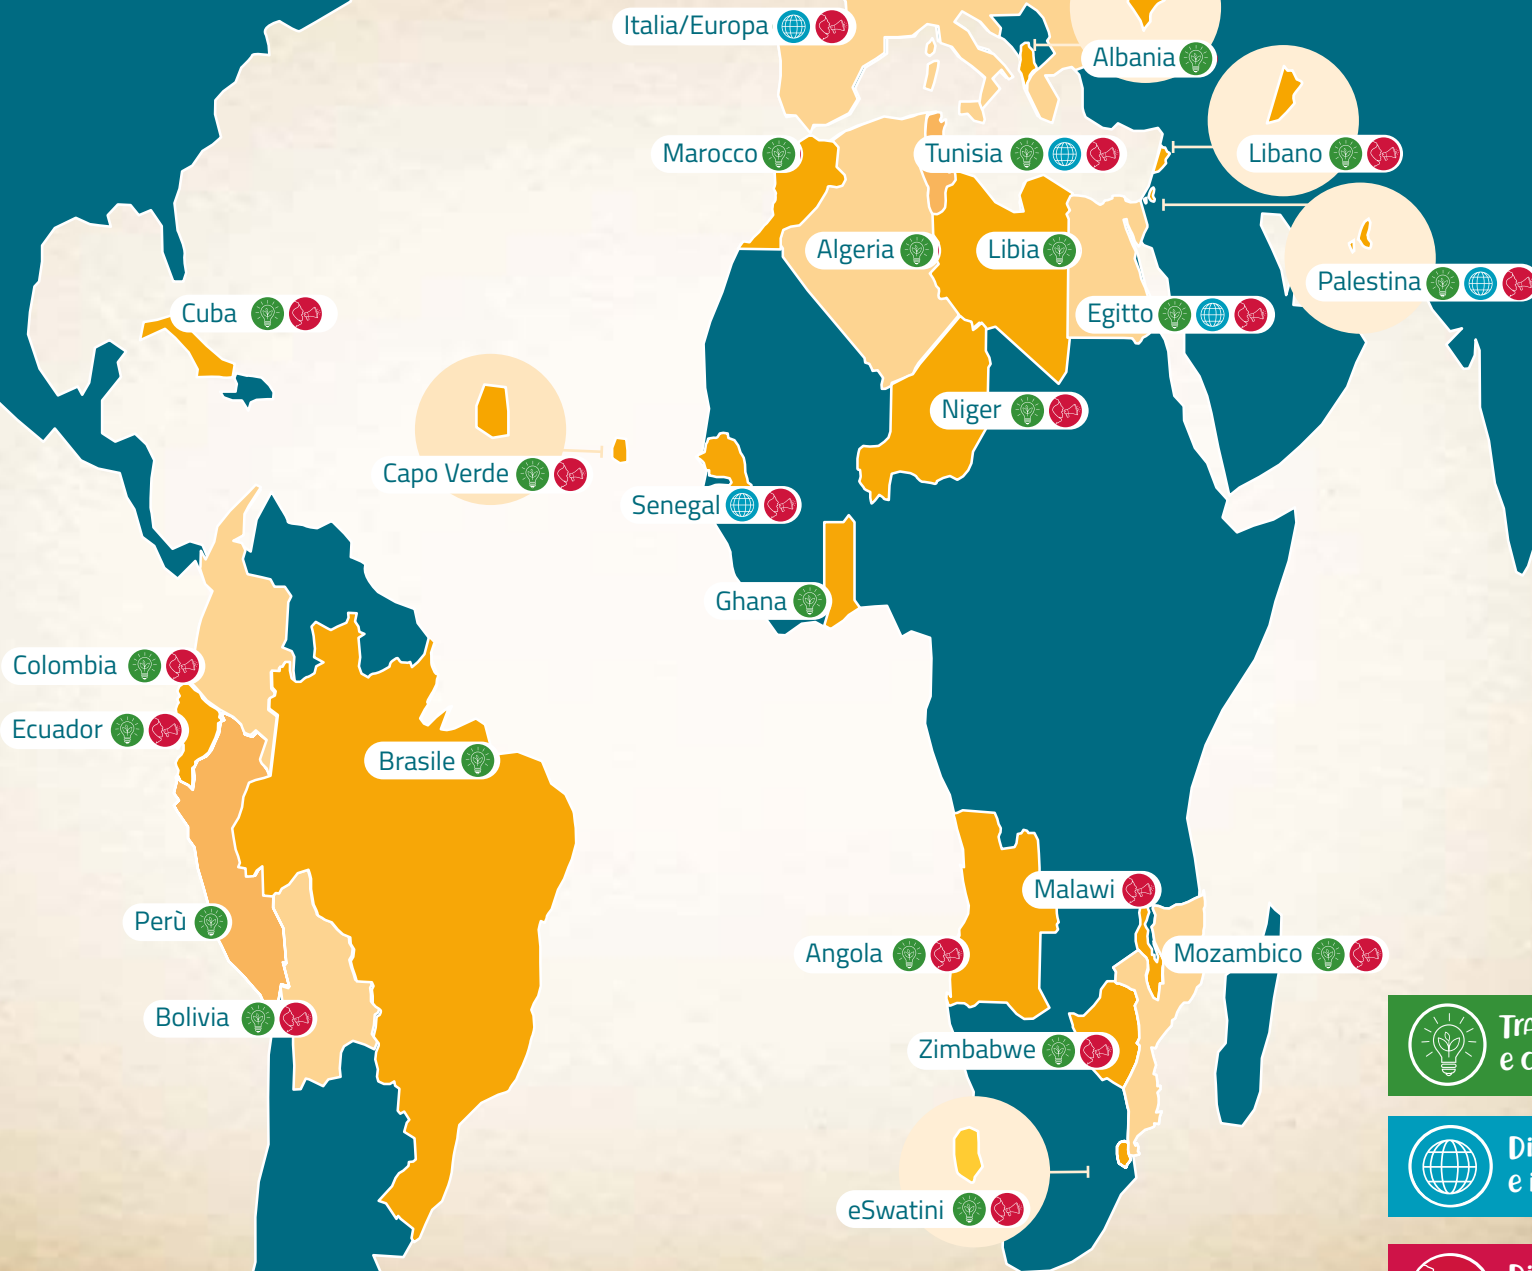 Italia/Europa
Albania
Marocco
Tunisia
Libano
Algeria
Libia
Palestina
Cuba
Egitto
Niger
Capo Verde
Senegal
Ghana
Colombia
Ecuador
Brasile
Malawi
Perù
Angola
Mozambico
Bolivia
Zimbabwe
eSwatini